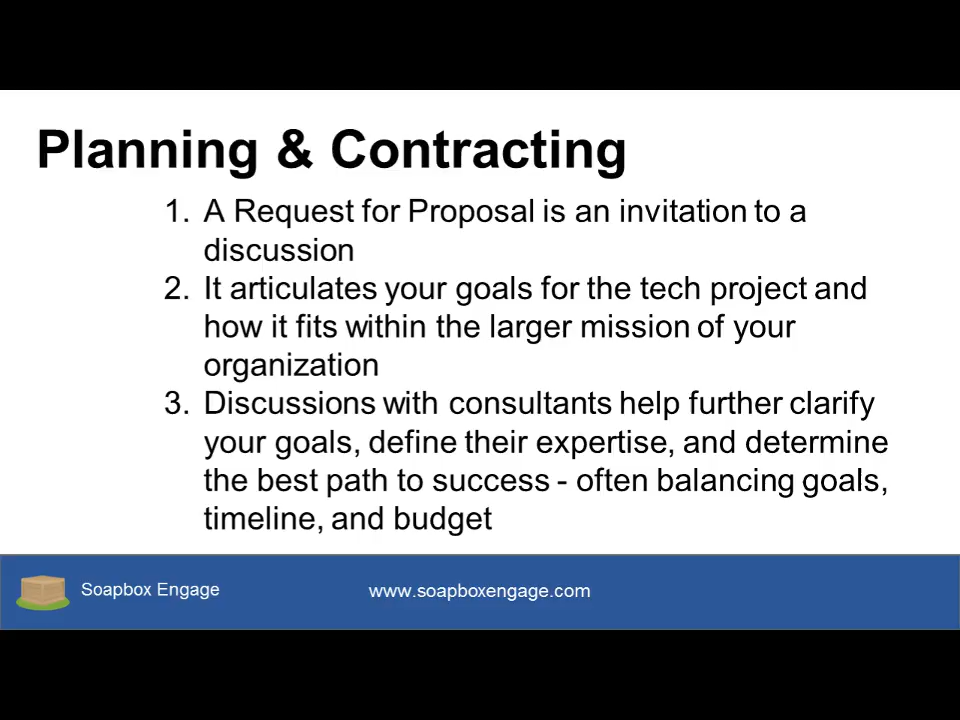 Planning & Contracting
1. A Request for Proposal is an invitation to a
discussion
2. It articulates your goals for the tech project and
how it fits within the larger mission of your
organization
3. Discussions with consultants help further clarify
your goals, define their expertise, and determine
the best path to success - often balancing goals,
timeline, and budget
Soapbox Engage
www.soapboxengage.com